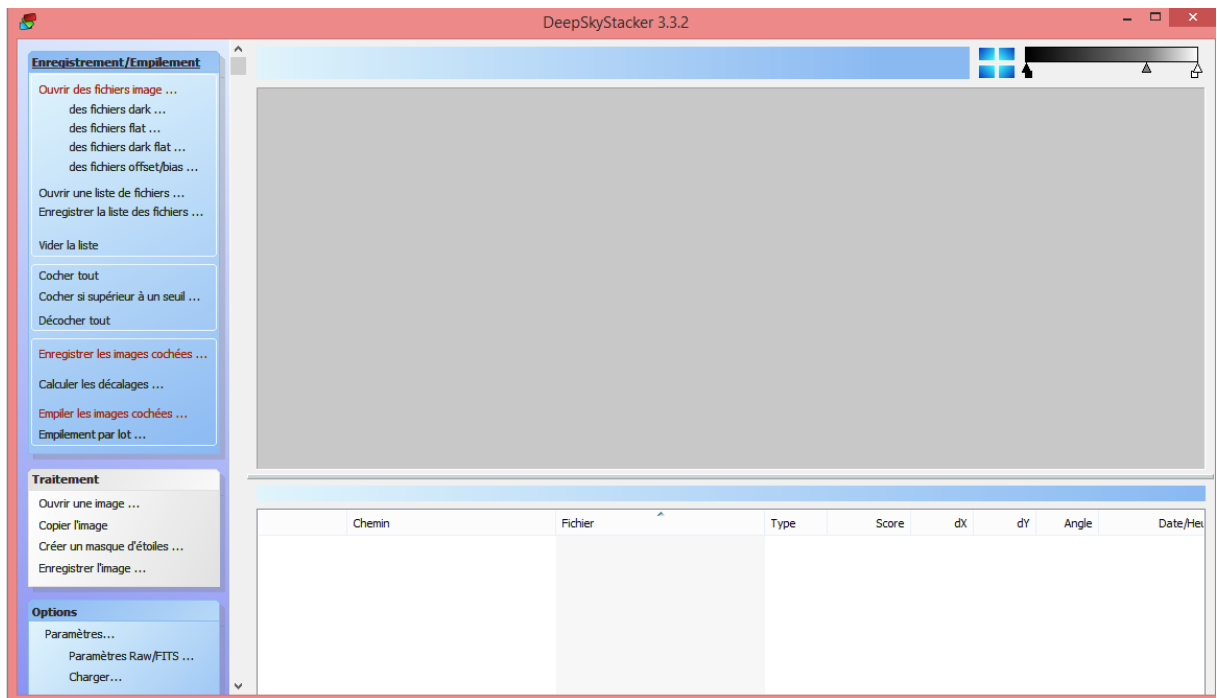 DeepSkyStacker 3.3.2
Enregistrement/Empilement
Ouvrir des fichiers image ...
des fichiers dark ...
des fichiers flat ...
des fichiers dark flat ...
des fichiers offset/bias ...
Ouvrir une liste de fichiers ...
Enregistrer la liste des fichiers ...
Vider la liste
Cocher tout
Cocher si supérieur à un seuil ...
Décocher tout
Enregistrer les images cochées ...
Calculer les décalages ...
Empiler les images cochées ...
Empilement par lot ...
Traitement
Ouvrir une image ...
Copier l'image
Créer un masque d'étoiles ...
Enregistrer l'image ...
Options
Paramètres...
Paramètres Raw/FITS ...
Charger...
Chemin Fichier Type Score dX dY Angle Date/Heu